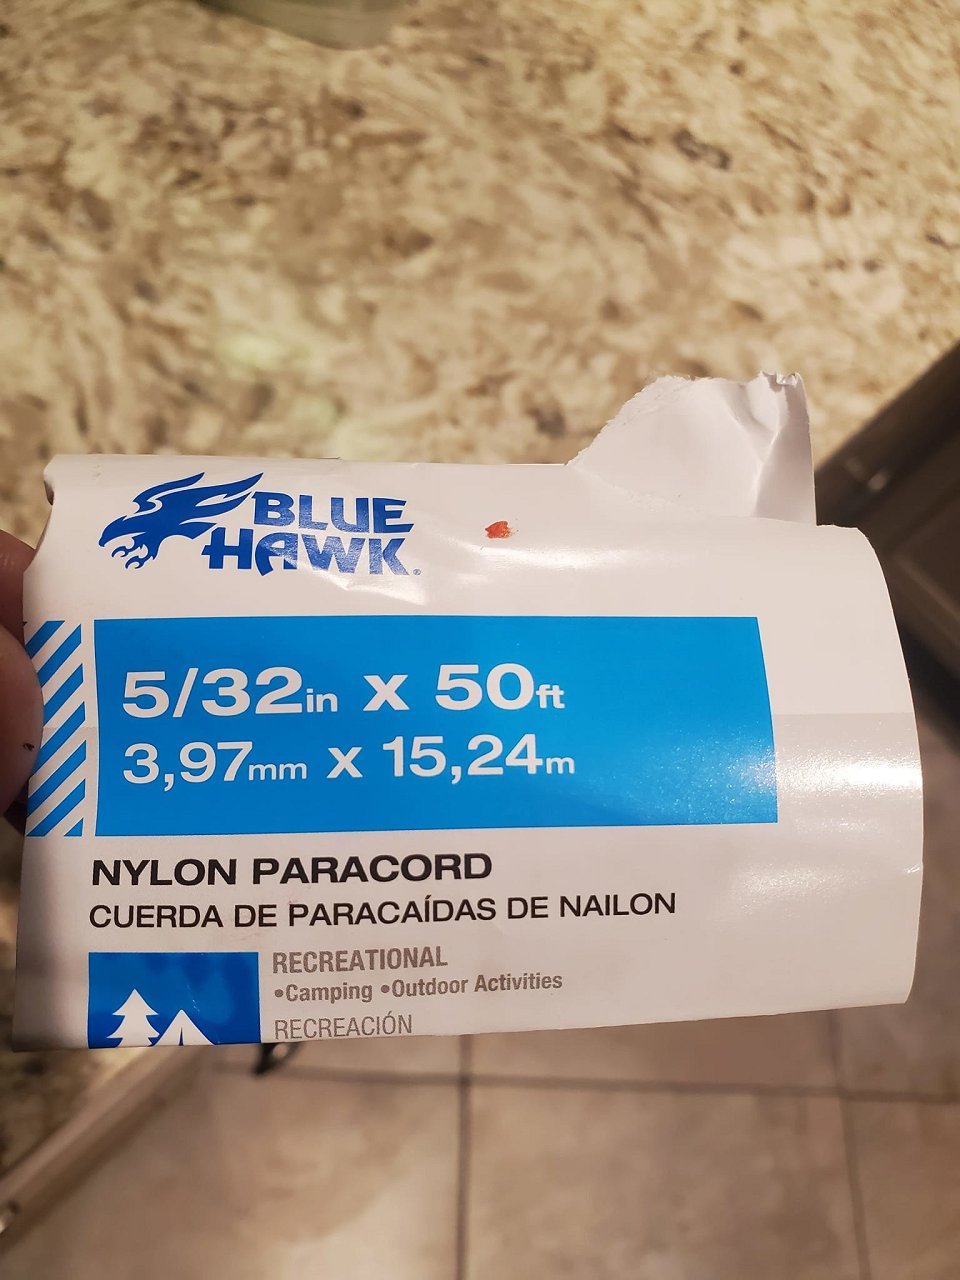 BLUE
HAWK®
5/32in x 50ft
3,97mm x 15,24m
NYLON PARACORD
CUERDA DE PARACAÍDAS DE NAILON
RECREATIONAL
•Camping •Outdoor Activities
RECREACIÓN